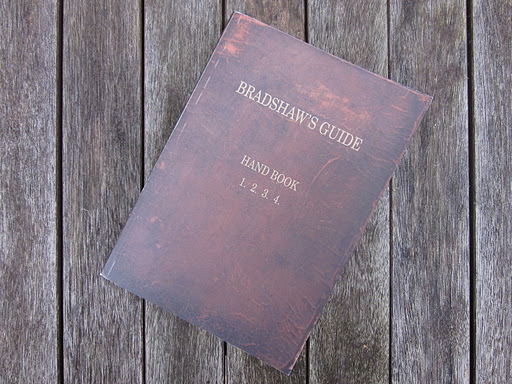 BRADSHAW'S GUIDE
HAND BOOK
1. 2. 3. 4.